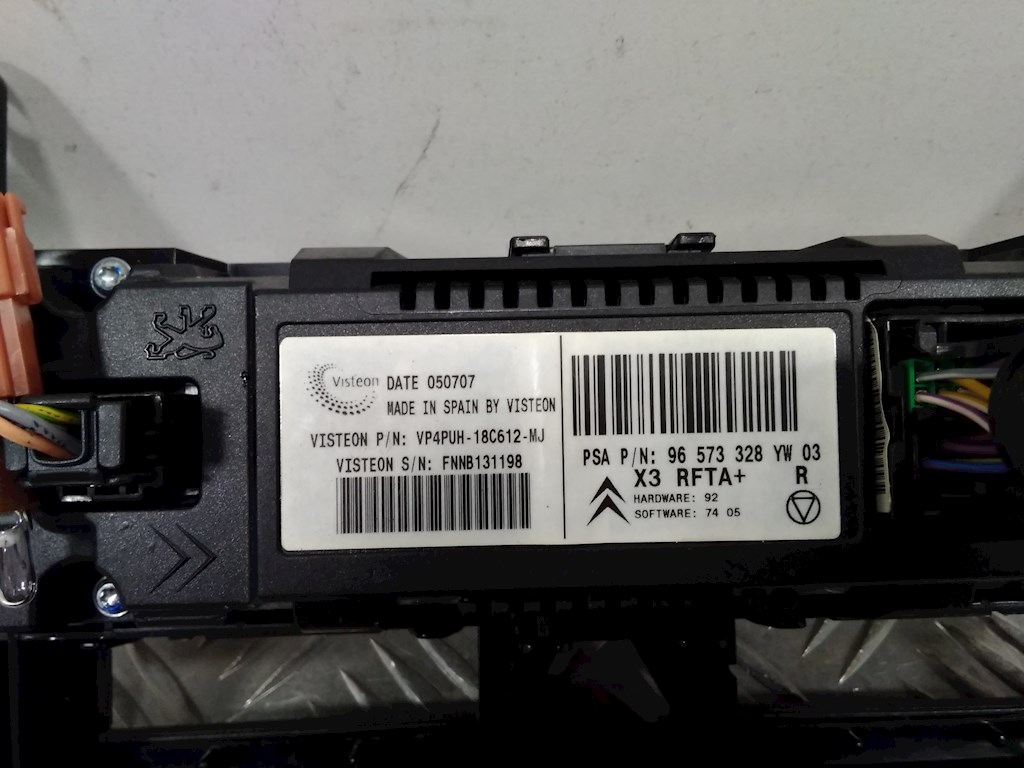 Visteon DATE 050707
MADE IN SPAIN BY VISTEON
VISTEON P/N: VP4PUH-18C612-MJ
VISTEON S/N: FNNB131198
PSA P/N: 96 573 328 YW 03
X3 RFTA+ R
HARDWARE: 92
SOFTWARE: 74 05